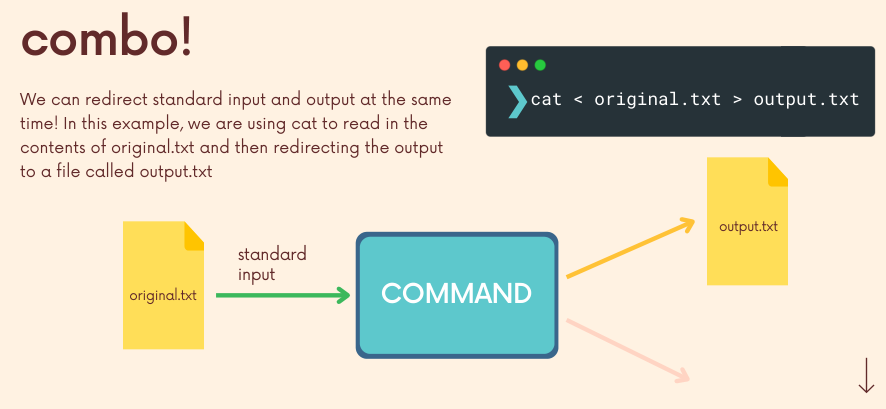 combo!
We can redirect standard input and output at the same
time! In this example, we are using cat to read in the
contents of original.txt and then redirecting the output
to a file called output.txt
❯cat < original.txt > output.txt
original.txt
standard
input
COMMAND
output.txt